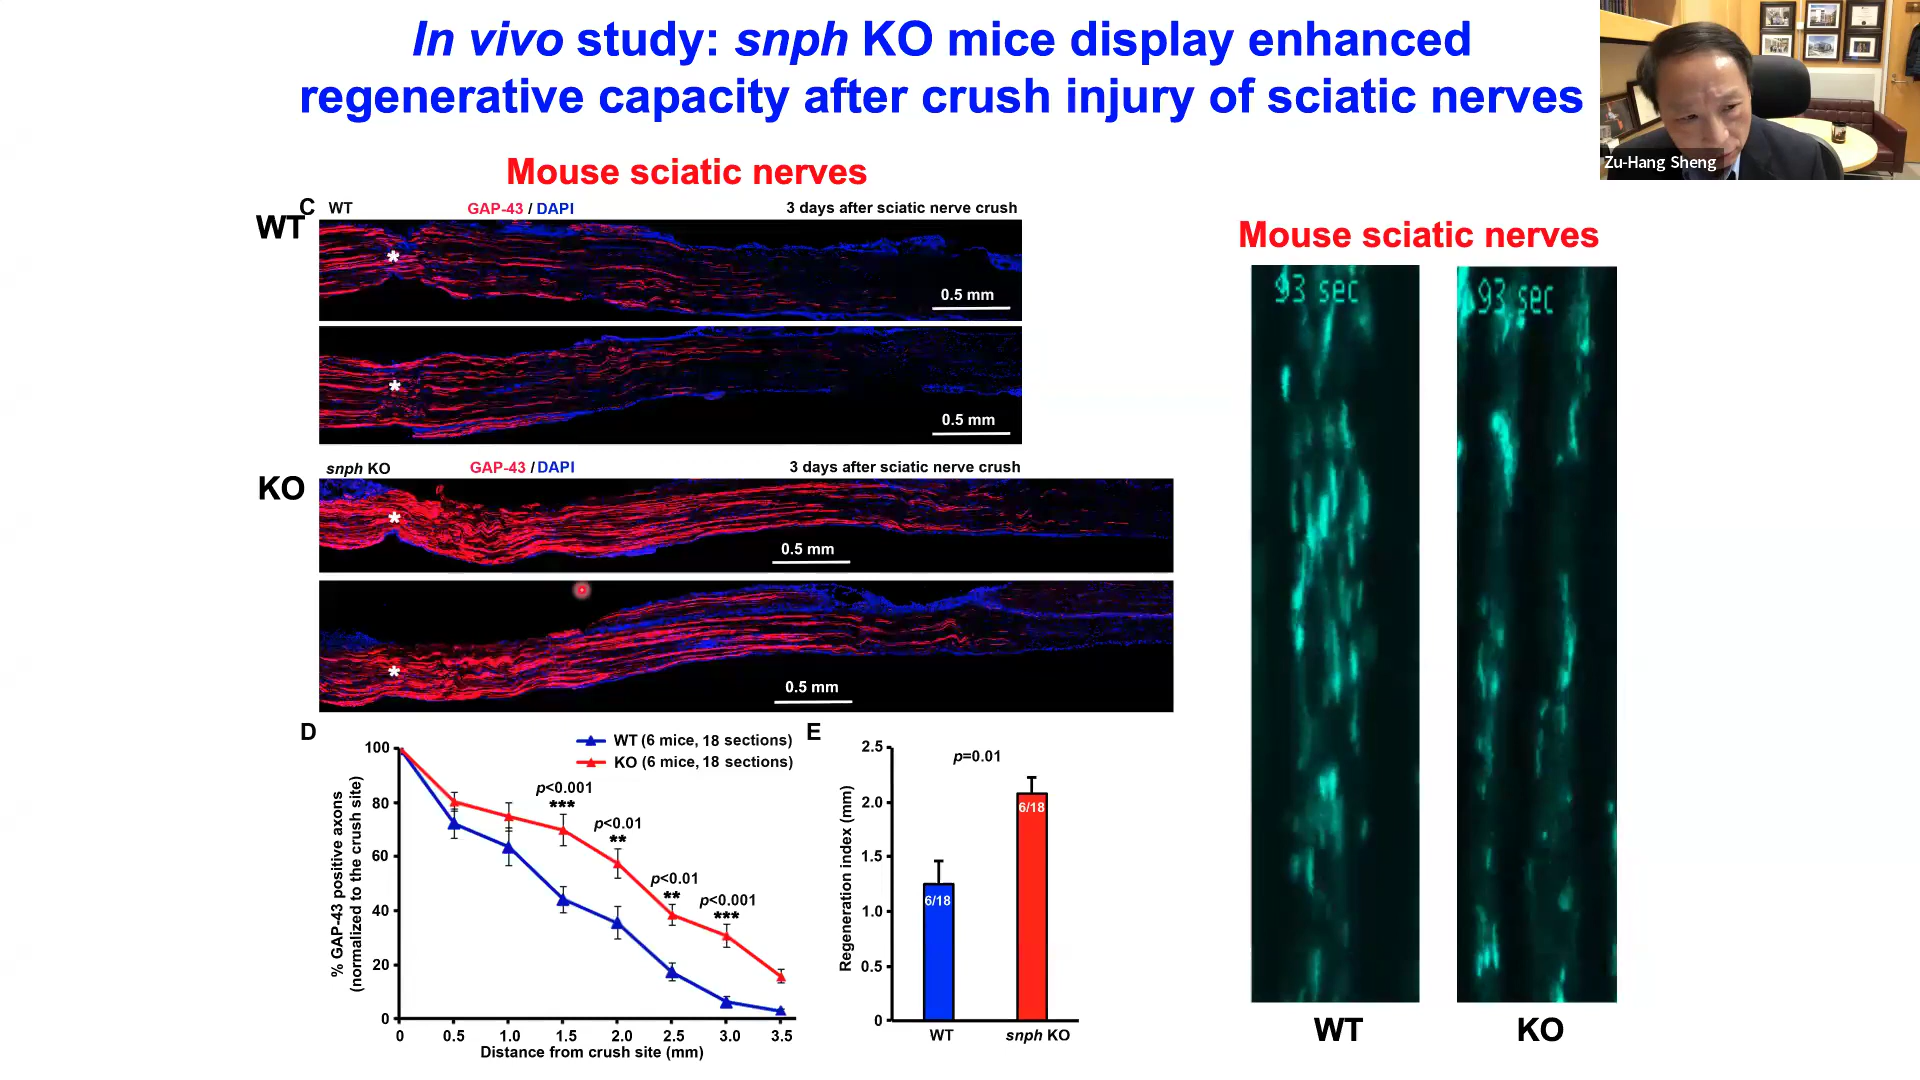 In vivo study: snph KO mice display enhanced
regenerative capacity after crush injury of sciatic nerves
Zu-Hang Sheng
Mouse sciatic nerves
C WT GAP-43 / DAPI 3 days after sciatic nerve crush
WT
*
0.5 mm
*
0.5 mm
snph KO GAP-43 / DAPI 3 days after sciatic nerve crush
KO
*
0.5 mm
*
0.5 mm
Mouse sciatic nerves
93 sec
93 sec
WT
KO
D
WT (6 mice, 18 sections)
KO (6 mice, 18 sections)
% GAP-43 positive axons
(normalized to the crush site)
100
80
60
40
20
0
p<0.001
***
p<0.01
**
p<0.01
**
p<0.001
***
0 0.5 1.0 1.5 2.0 2.5 3.0 3.5
Distance from crush site (mm)
E
Regeneration index (mm)
2.5
2.0
1.5
1.0
0.5
0
p=0.01
6/18
6/18
WT snph KO